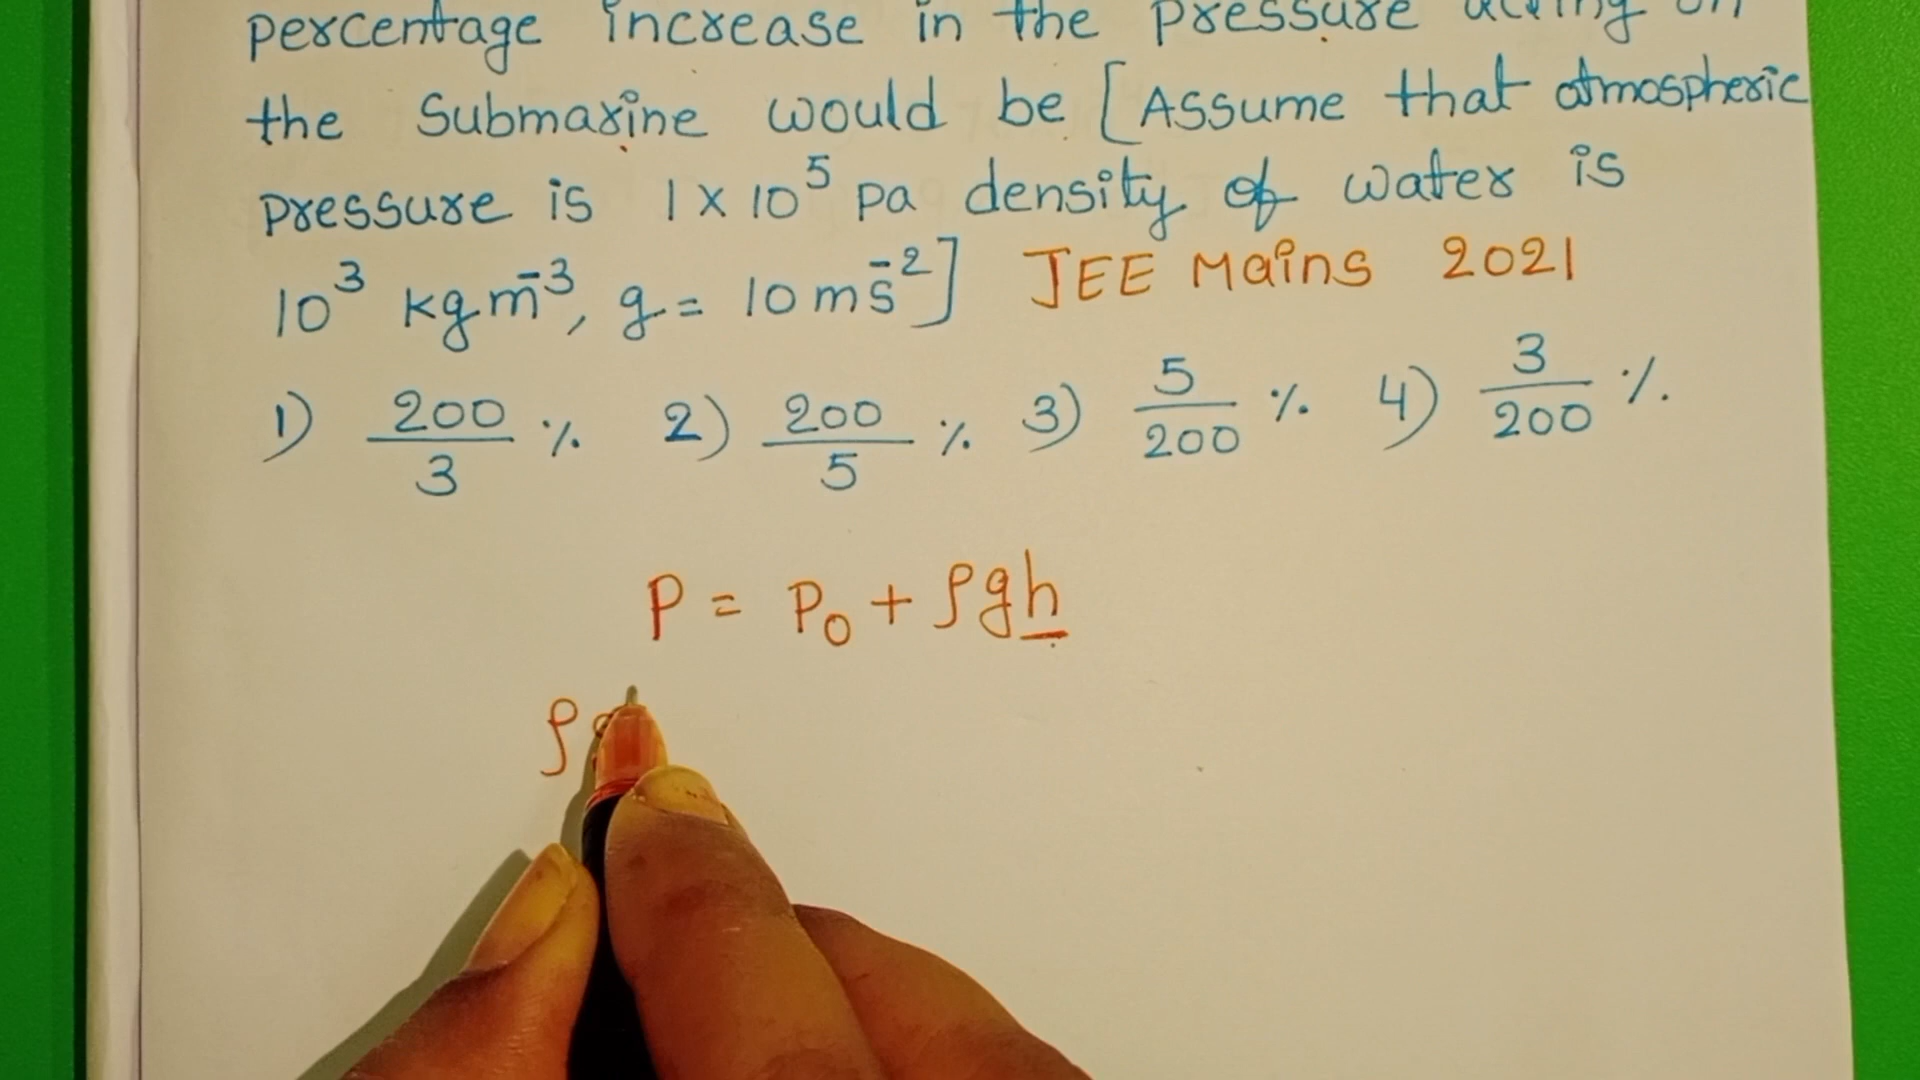 percentage increase in the pressure acting on
the submarine would be [Assume that atmospheric
pressure is 1 × 10⁵ pa density of water is
10³ kg m⁻³, g = 10 m s⁻²] JEE Mains 2021
1) 200/3 % 2) 200/5 % 3) 5/200 % 4) 3/200 %
P = P₀ + ρgh
ρ